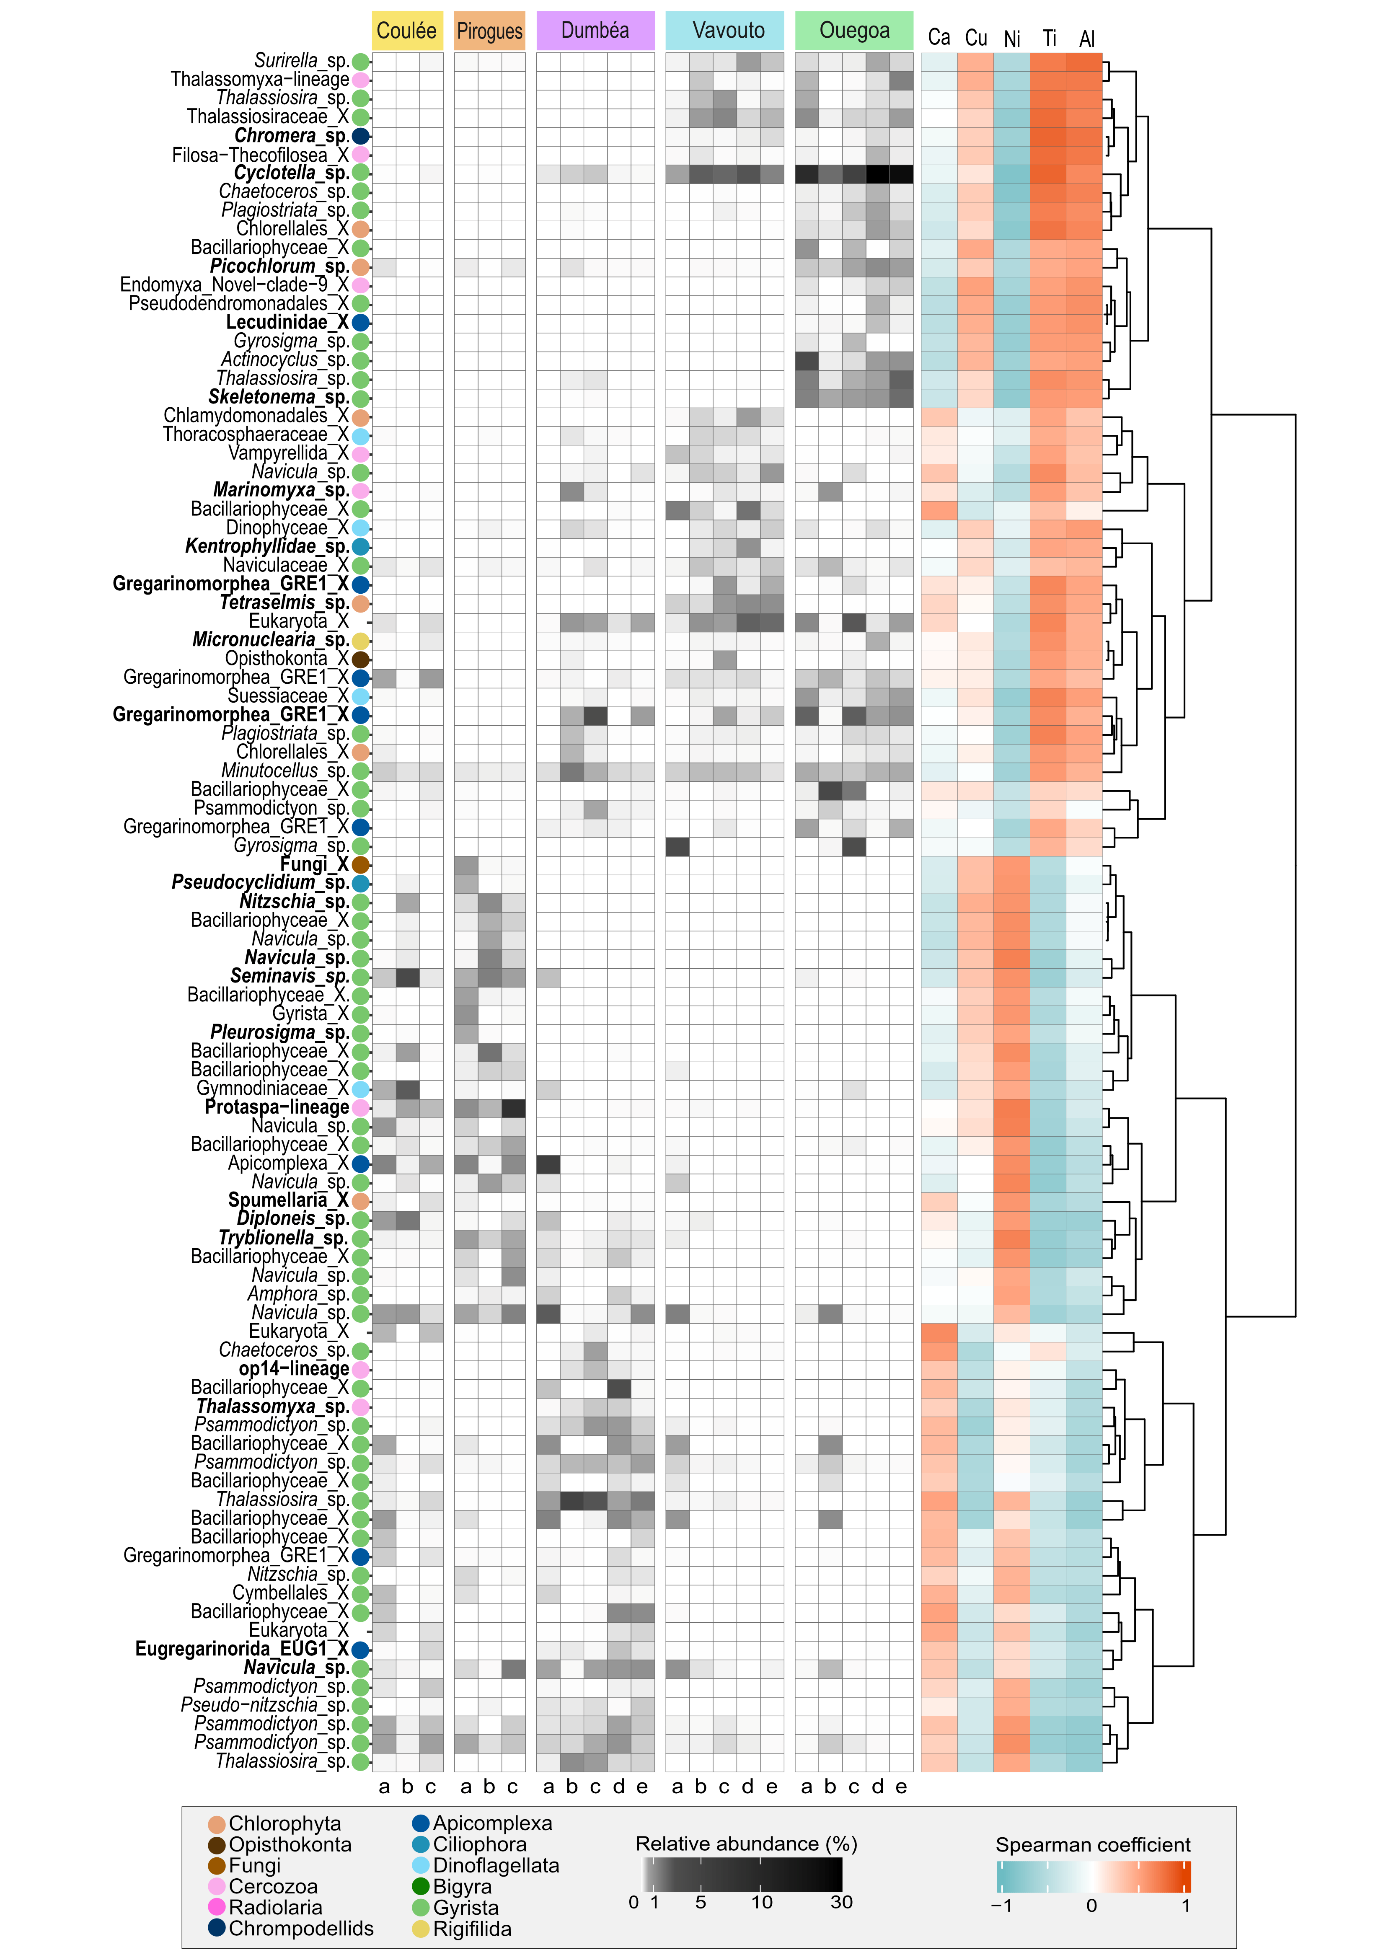 Coulée Pirogues Dumbéa Vavouto Ouegoa Ca Cu Ni Ti Al
Surirella_sp.
Thalassomyxa-lineage
Thalassiosira_sp.
Thalassiosiraceae_X
Chromera_sp.
Filosa-Thecofilosea_X
Cyclotella_sp.
Chaetoceros_sp.
Plagiostriata_sp.
Chlorellales_X
Bacillariophyceae_X
Picochlorum_sp.
Endomyxa_Novel-clade-9_X
Pseudodendromonadales_X
Lecudinidae_X
Gyrosigma_sp.
Actinocyclus_sp.
Thalassiosira_sp.
Skeletonema_sp.
Chlamydomonadales_X
Thoracosphaeraceae_X
Vampyrellida_X
Navicula_sp.
Marinomyxa_sp.
Bacillariophyceae_X
Dinophyceae_X
Kentrophyllidae_sp.
Naviculaceae_X
Gregarinomorphea_GRE1_X
Tetraselmis_sp.
Eukaryota_X
Micronuclearia_sp.
Opisthokonta_X
Gregarinomorphea_GRE1_X
Suessiaceae_X
Gregarinomorphea_GRE1_X
Plagiostriata_sp.
Chlorellales_X
Minutocellus_sp.
Bacillariophyceae_X
Psammodictyon_sp.
Gregarinomorphea_GRE1_X
Gyrosigma_sp.
Fungi_X
Pseudocyclidium_sp.
Nitzschia_sp.
Bacillariophyceae_X
Navicula_sp.
Navicula_sp.
Seminavis_sp.
Bacillariophyceae_X.
Gyrista_X
Pleurosigma_sp.
Bacillariophyceae_X
Bacillariophyceae_X
Gymnodiniaceae_X
Protaspa-lineage
Navicula_sp.
Bacillariophyceae_X
Apicomplexa_X
Navicula_sp.
Spumellaria_X
Diploneis_sp.
Tryblionella_sp.
Bacillariophyceae_X
Navicula_sp.
Amphora_sp.
Navicula_sp.
Eukaryota_X
Chaetoceros_sp.
op14-lineage
Bacillariophyceae_X
Thalassomyxa_sp.
Psammodictyon_sp.
Bacillariophyceae_X
Psammodictyon_sp.
Bacillariophyceae_X
Thalassiosira_sp.
Bacillariophyceae_X
Bacillariophyceae_X
Gregarinomorphea_GRE1_X
Nitzschia_sp.
Cymbellales_X
Bacillariophyceae_X
Eukaryota_X
Eugregarinorida_EUG1_X
Navicula_sp.
Psammodictyon_sp.
Pseudo-nitzschia_sp.
Psammodictyon_sp.
Psammodictyon_sp.
Thalassiosira_sp.
a b c a b c a b c d e a b c d e a b c d e
Chlorophyta
Opisthokonta
Fungi
Cercozoa
Radiolaria
Chrompodellids
Apicomplexa
Ciliophora
Dinoflagellata
Bigyra
Gyrista
Rigifilida
Relative abundance (%)
0 1 5 10 30
Spearman coefficient
−1 0 1